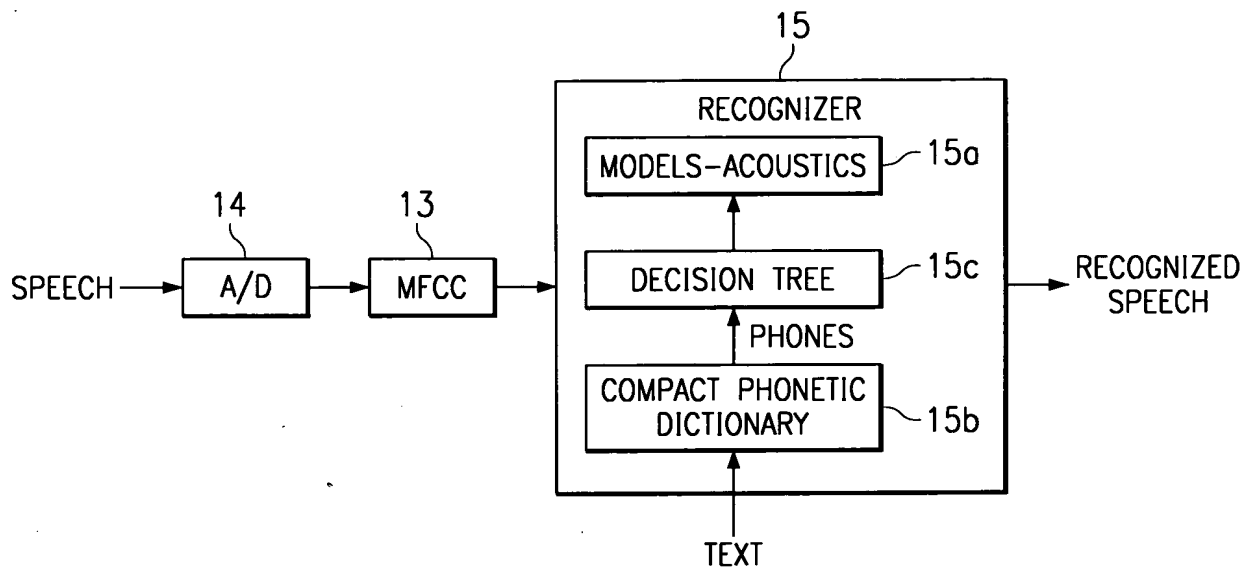 15
RECOGNIZER
MODELS-ACOUSTICS
15a
14
13
SPEECH
A/D
MFCC
DECISION TREE
15c
RECOGNIZED
SPEECH
PHONES
COMPACT PHONETIC
DICTIONARY
15b
TEXT